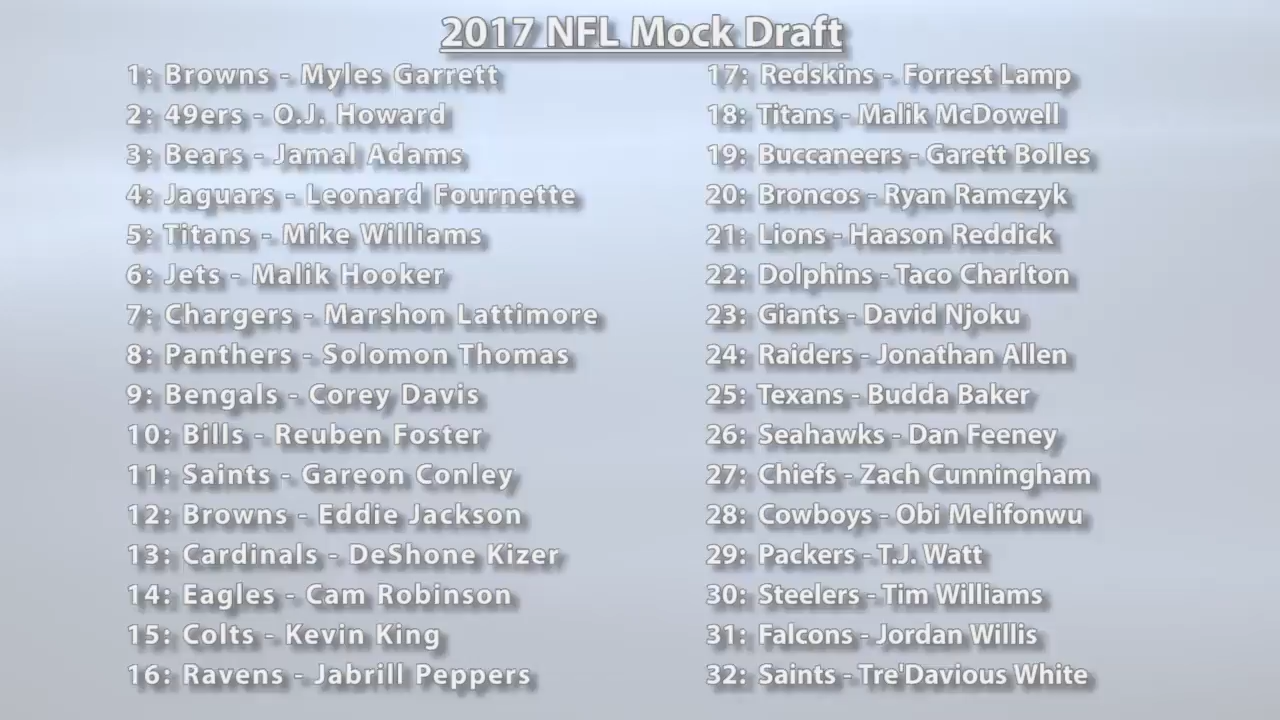 2017 NFL Mock Draft
1: Browns - Myles Garrett
2: 49ers - O.J. Howard
3: Bears - Jamal Adams
4: Jaguars - Leonard Fournette
5: Titans - Mike Williams
6: Jets - Malik Hooker
7: Chargers - Marshon Lattimore
8: Panthers - Solomon Thomas
9: Bengals - Corey Davis
10: Bills - Reuben Foster
11: Saints - Gareon Conley
12: Browns - Eddie Jackson
13: Cardinals - DeShone Kizer
14: Eagles - Cam Robinson
15: Colts - Kevin King
16: Ravens - Jabrill Peppers
17: Redskins - Forrest Lamp
18: Titans - Malik McDowell
19: Buccaneers - Garett Bolles
20: Broncos - Ryan Ramczyk
21: Lions - Haason Reddick
22: Dolphins - Taco Charlton
23: Giants - David Njoku
24: Raiders - Jonathan Allen
25: Texans - Budda Baker
26: Seahawks - Dan Feeney
27: Chiefs - Zach Cunningham
28: Cowboys - Obi Melifonwu
29: Packers - T.J. Watt
30: Steelers - Tim Williams
31: Falcons - Jordan Willis
32: Saints - Tre'Davious White